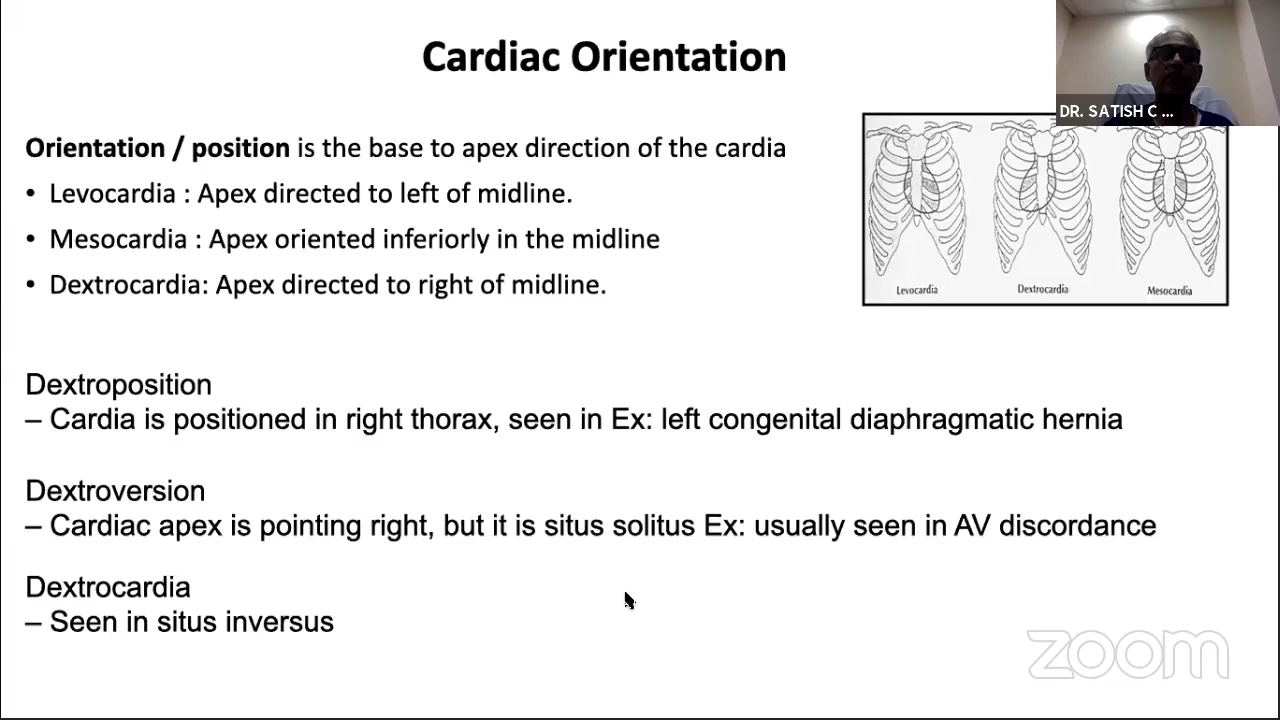 Cardiac Orientation
DR. SATISH C ...
Orientation / position is the base to apex direction of the cardia
• Levocardia : Apex directed to left of midline.
• Mesocardia : Apex oriented inferiorly in the midline
• Dextrocardia: Apex directed to right of midline.
Levocardia
Dextrocardia
Mesocardia
Dextroposition
– Cardia is positioned in right thorax, seen in Ex: left congenital diaphragmatic hernia
Dextroversion
– Cardiac apex is pointing right, but it is situs solitus Ex: usually seen in AV discordance
Dextrocardia
– Seen in situs inversus
zoom